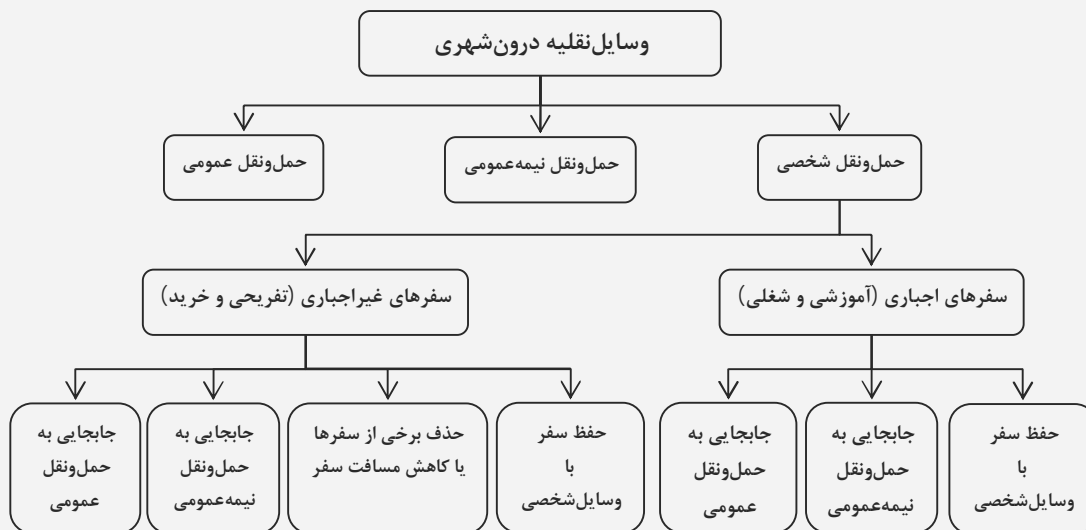 وسایل‌نقلیه درون‌شهری
حمل‌ونقل شخصی
حمل‌ونقل نیمه‌عمومی
حمل‌ونقل عمومی
سفرهای اجباری (آموزشی و شغلی)
سفرهای غیراجباری (تفریحی و خرید)
حفظ سفر
با
وسایل‌شخصی
جابجایی به
حمل‌ونقل
نیمه‌عمومی
جابجایی به
حمل‌ونقل
عمومی
حفظ سفر
با
وسایل‌شخصی
حذف برخی از سفرها
یا کاهش مسافت سفر
جابجایی به
حمل‌ونقل
نیمه‌عمومی
جابجایی به
حمل‌ونقل
عمومی